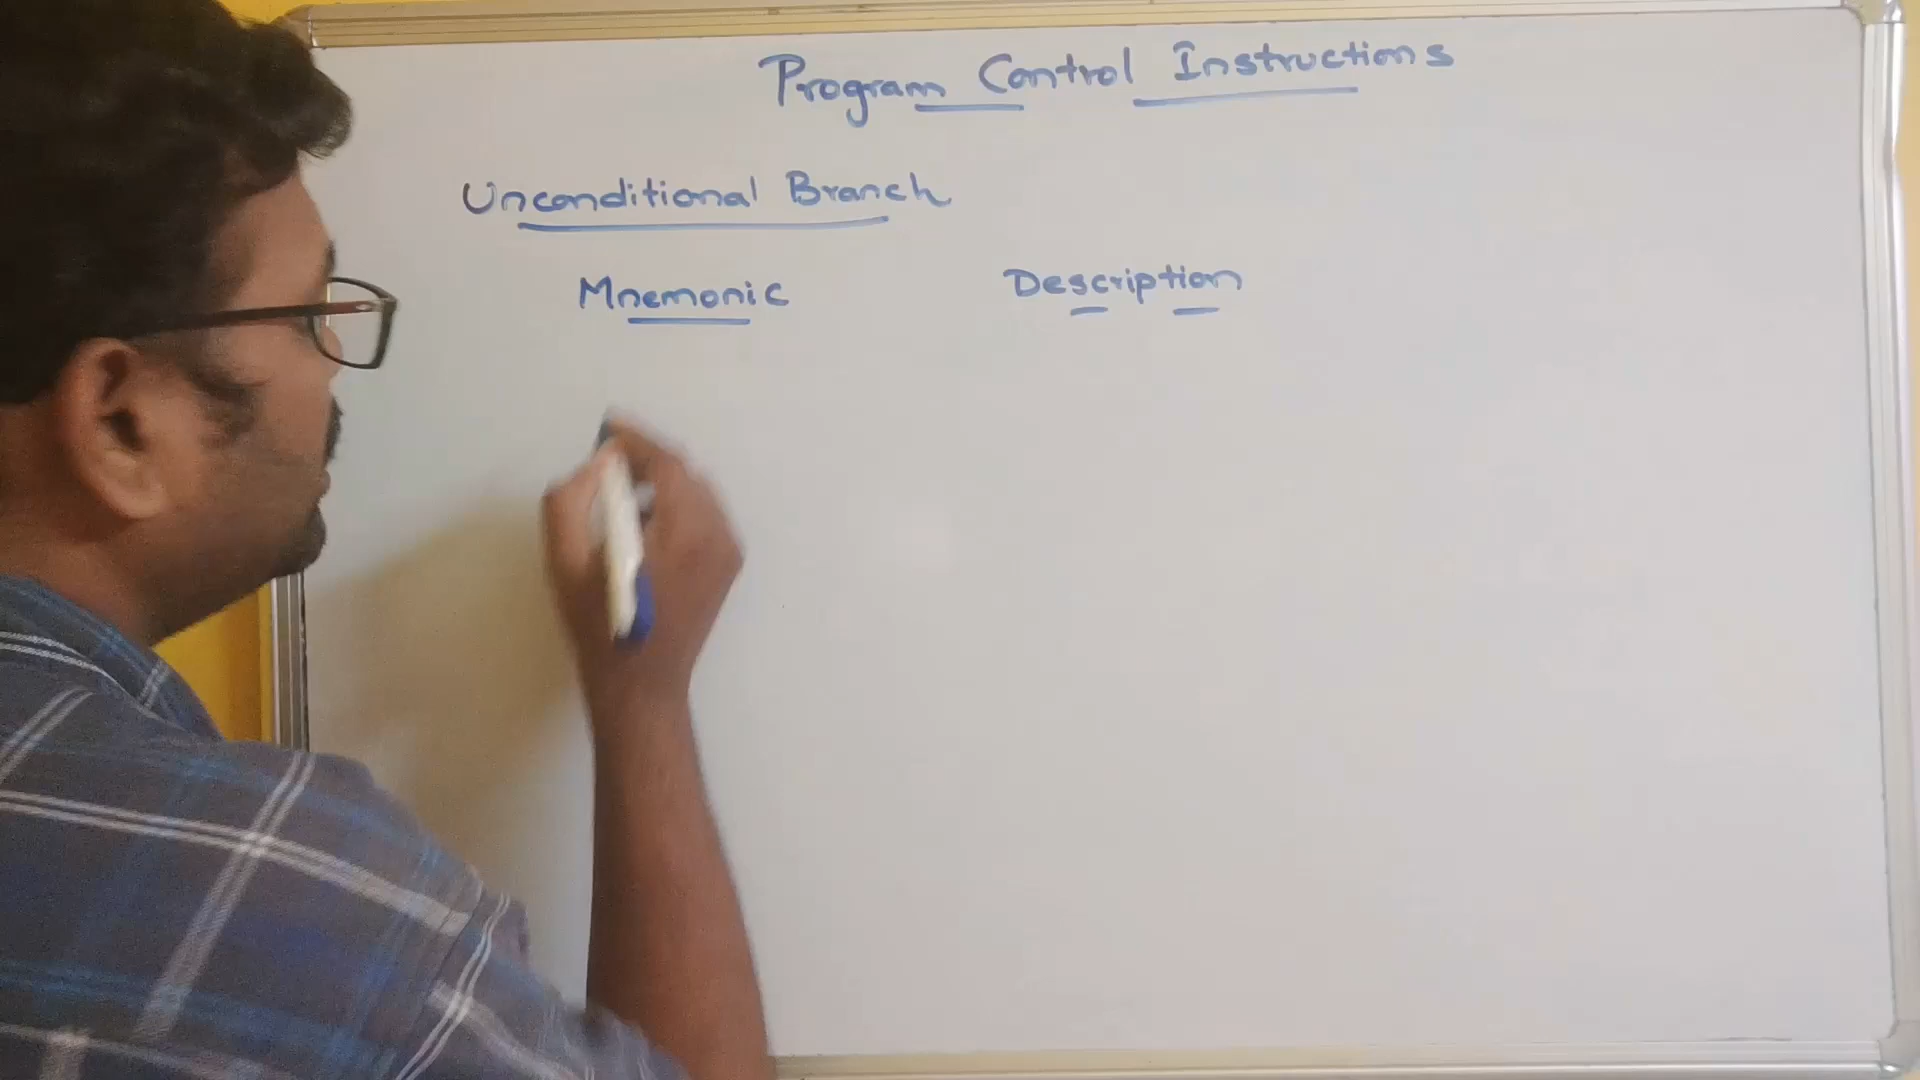 Program Control Instructions
Unconditional Branch
Mnemonic Description